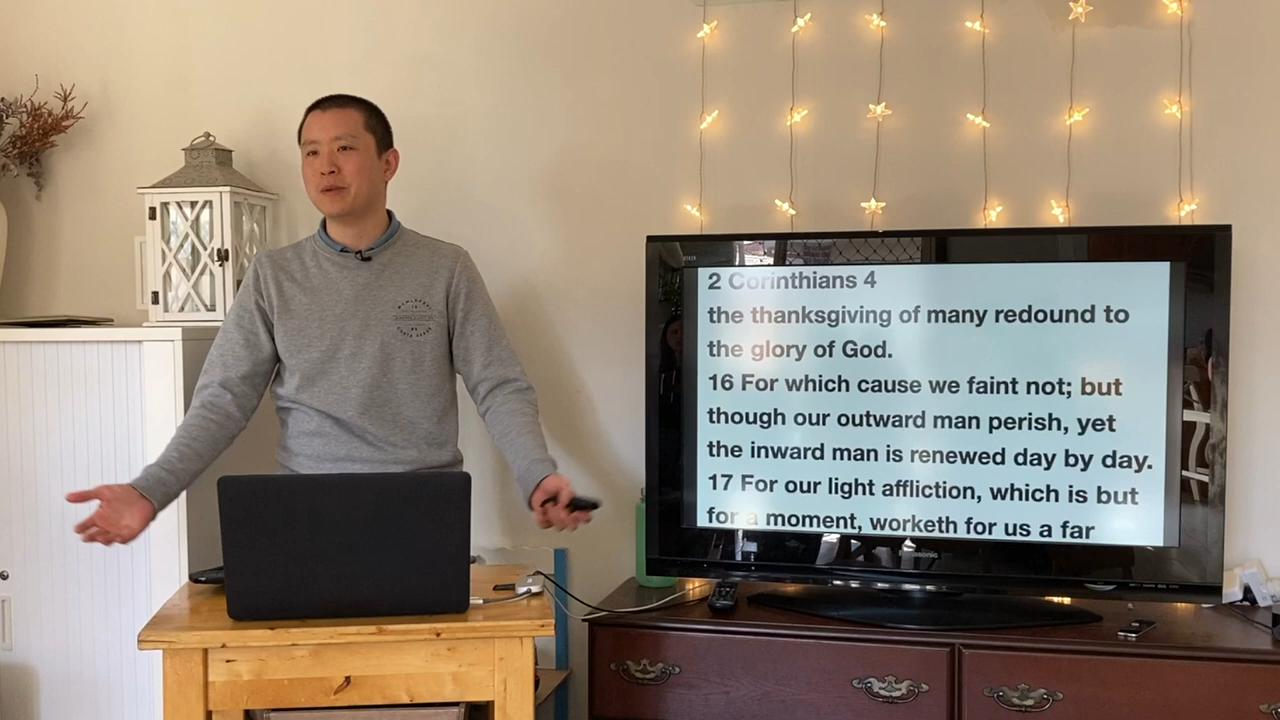 2 Corinthians 4
the thanksgiving of many redound to
the glory of God.
16 For which cause we faint not; but
though our outward man perish, yet
the inward man is renewed day by day.
17 For our light affliction, which is but
for a moment, worketh for us a far
Panasonic